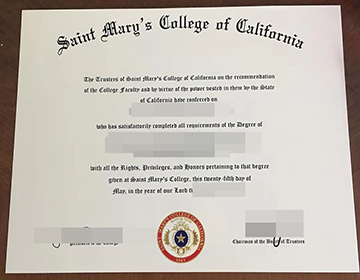 Saint Mary's College of California
The Trustees of Saint Mary's College of California on the recommendation
of the College Faculty and by virtue of the power vested in them by the State
of California have conferred on
who has satisfactorily completed all requirements of the Degree of
with all the Rights, Privileges, and Honors pertaining to that degree
given at Saint Mary's College, this twenty-fifth day of
May, in the year of our Lord
President of the College
Chairman of the Board of Trustees